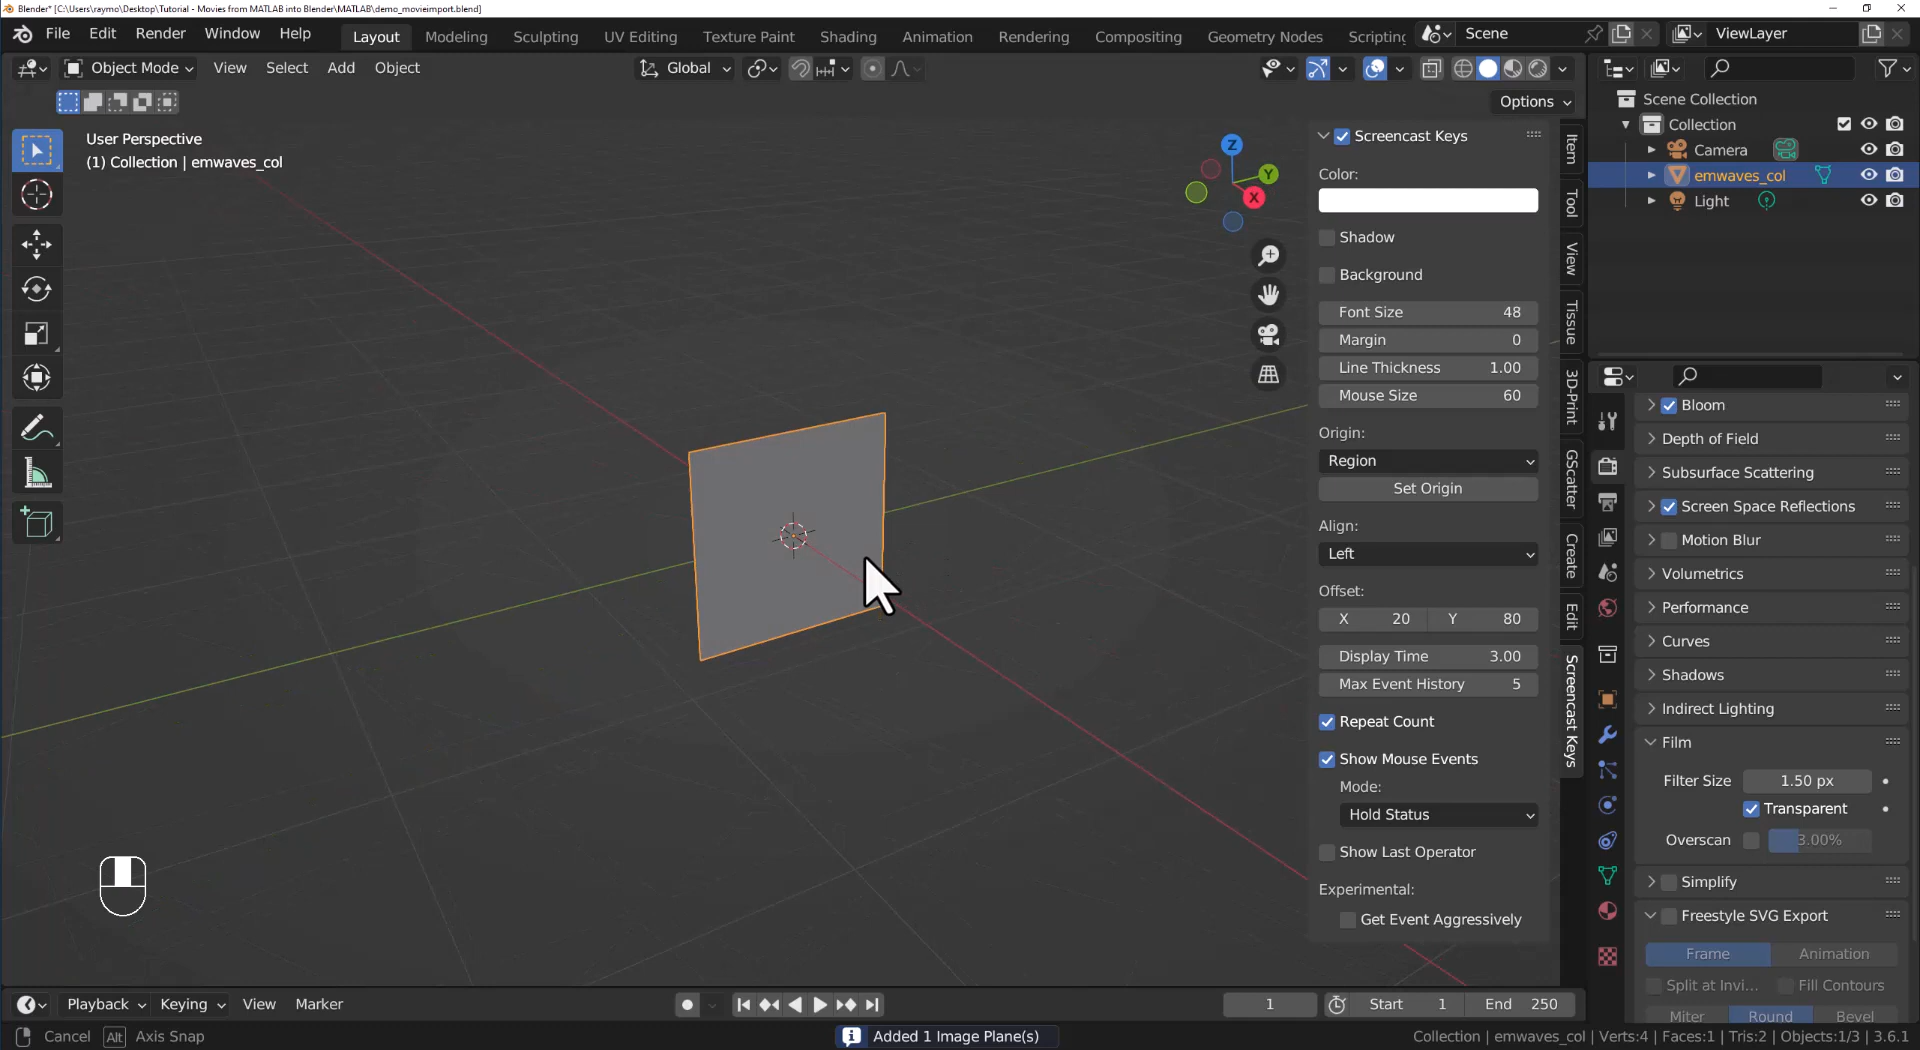 Blender* [C:\Users\raymo\Desktop\Tutorial - Movies from MATLAB into Blender\MATLAB\demo_movieimport.blend]
File Edit Render Window Help
Layout Modeling Sculpting UV Editing Texture Paint Shading Animation Rendering Compositing Geometry Nodes Scripting
Scene
ViewLayer
Object Mode View Select Add Object
Global
Options
User Perspective
(1) Collection | emwaves_col
Z
Y
X
Screencast Keys
Color:
Shadow
Background
Font Size 48
Margin 0
Line Thickness 1.00
Mouse Size 60
Origin:
Region
Set Origin
Align:
Left
Offset:
X 20 Y 80
Display Time 3.00
Max Event History 5
Repeat Count
Show Mouse Events
Mode:
Hold Status
Show Last Operator
Experimental:
Get Event Aggressively
Item
Tool
View
Tissue
3D-Print
GScatter
Create
Edit
Screencast Keys
Scene Collection
Collection
Camera
emwaves_col
Light
Bloom
Depth of Field
Subsurface Scattering
Screen Space Reflections
Motion Blur
Volumetrics
Performance
Curves
Shadows
Indirect Lighting
Film
Filter Size 1.50 px
Transparent
Overscan 3.00%
Simplify
Freestyle SVG Export
Frame Animation
Split at Invi... Fill Contours
Miter Round Bevel
Playback Keying View Marker
1 Start 1 End 250
Cancel Alt Axis Snap
Added 1 Image Plane(s)
Collection | emwaves_col | Verts:4 | Faces:1 | Tris:2 | Objects:1/3 | 3.6.1